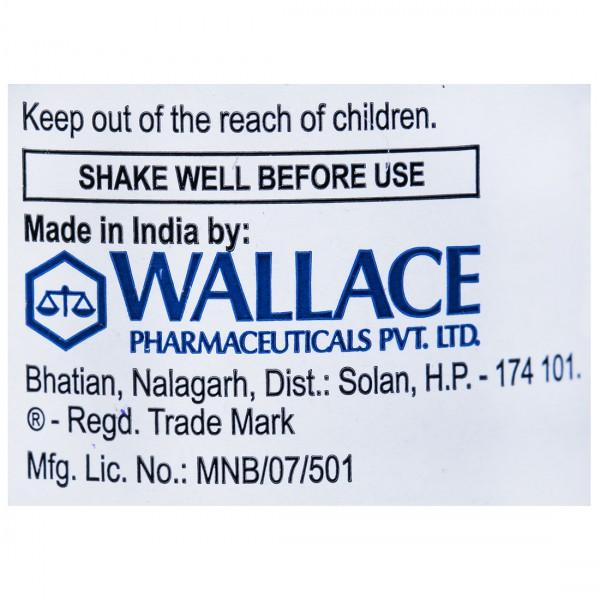 Keep out of the reach of children.
SHAKE WELL BEFORE USE
Made in India by:
WALLACE
PHARMACEUTICALS PVT. LTD.
Bhatian, Nalagarh, Dist.: Solan, H.P. - 174 101.
® - Regd. Trade Mark
Mfg. Lic. No.: MNB/07/501